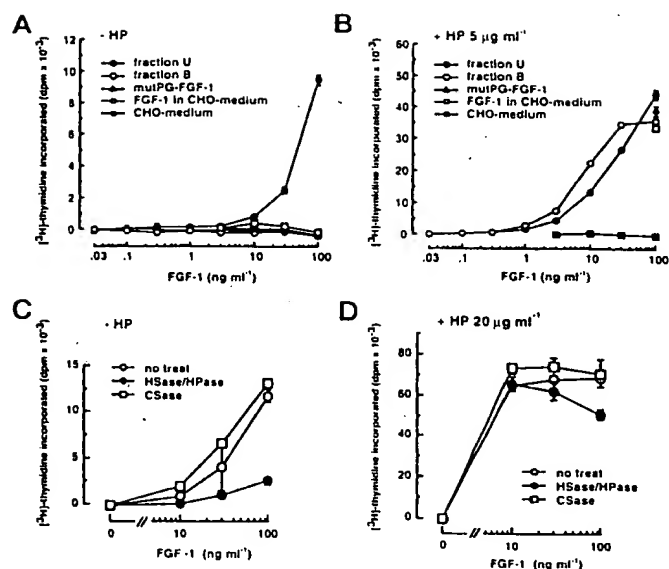 A
- HP
fraction U
fraction B
mutPG-FGF-1
FGF-1 in CHO-medium
CHO-medium
[³H]-thymidine incorporated (dpm x 10⁻³)
12
10
8
6
4
2
0
.03 .1 1 10 100
FGF-1 (ng ml⁻¹)
B
+ HP 5 µg ml⁻¹
fraction U
fraction B
mutPG-FGF-1
FGF-1 in CHO-medium
CHO-medium
[³H]-thymidine incorporated (dpm x 10⁻³)
60
50
40
30
20
10
0
.03 .1 1 10 100
FGF-1 (ng ml⁻¹)
C
- HP
no treat
HSase/HPase
CSase
[³H]-thymidine incorporated (dpm x 10⁻³)
15
10
5
0
0 // 10 100
FGF-1 (ng ml⁻¹)
D
+ HP 20 µg ml⁻¹
no treat
HSase/HPase
CSase
[³H]-thymidine incorporated (dpm x 10⁻³)
80
60
40
20
0
0 // 10 100
FGF-1 (ng ml⁻¹)